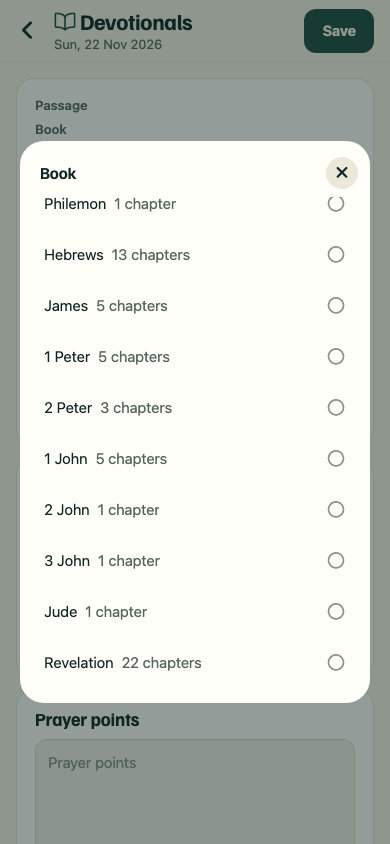 Devotionals
Sun, 22 Nov 2026
Save
Passage
Book
Book
Philemon 1 chapter
Hebrews 13 chapters
James 5 chapters
1 Peter 5 chapters
2 Peter 3 chapters
1 John 5 chapters
2 John 1 chapter
3 John 1 chapter
Jude 1 chapter
Revelation 22 chapters
Prayer points
Prayer points